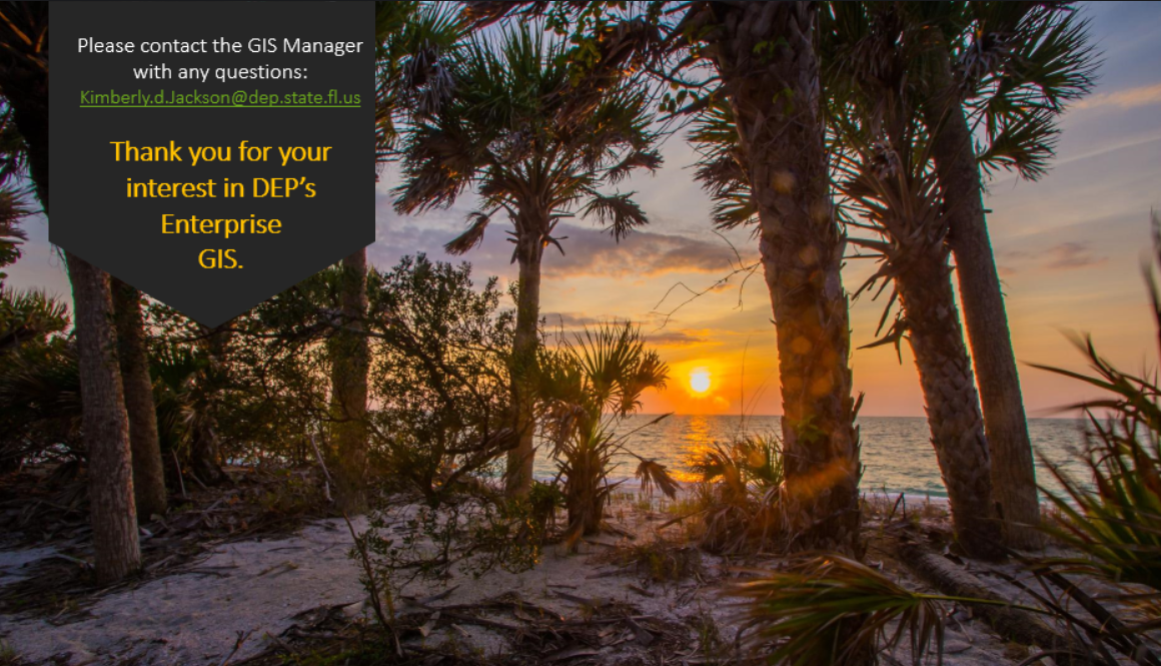 Please contact the GIS Manager
with any questions:
Kimberly.d.Jackson@dep.state.fl.us
Thank you for your
interest in DEP’s
Enterprise
GIS.